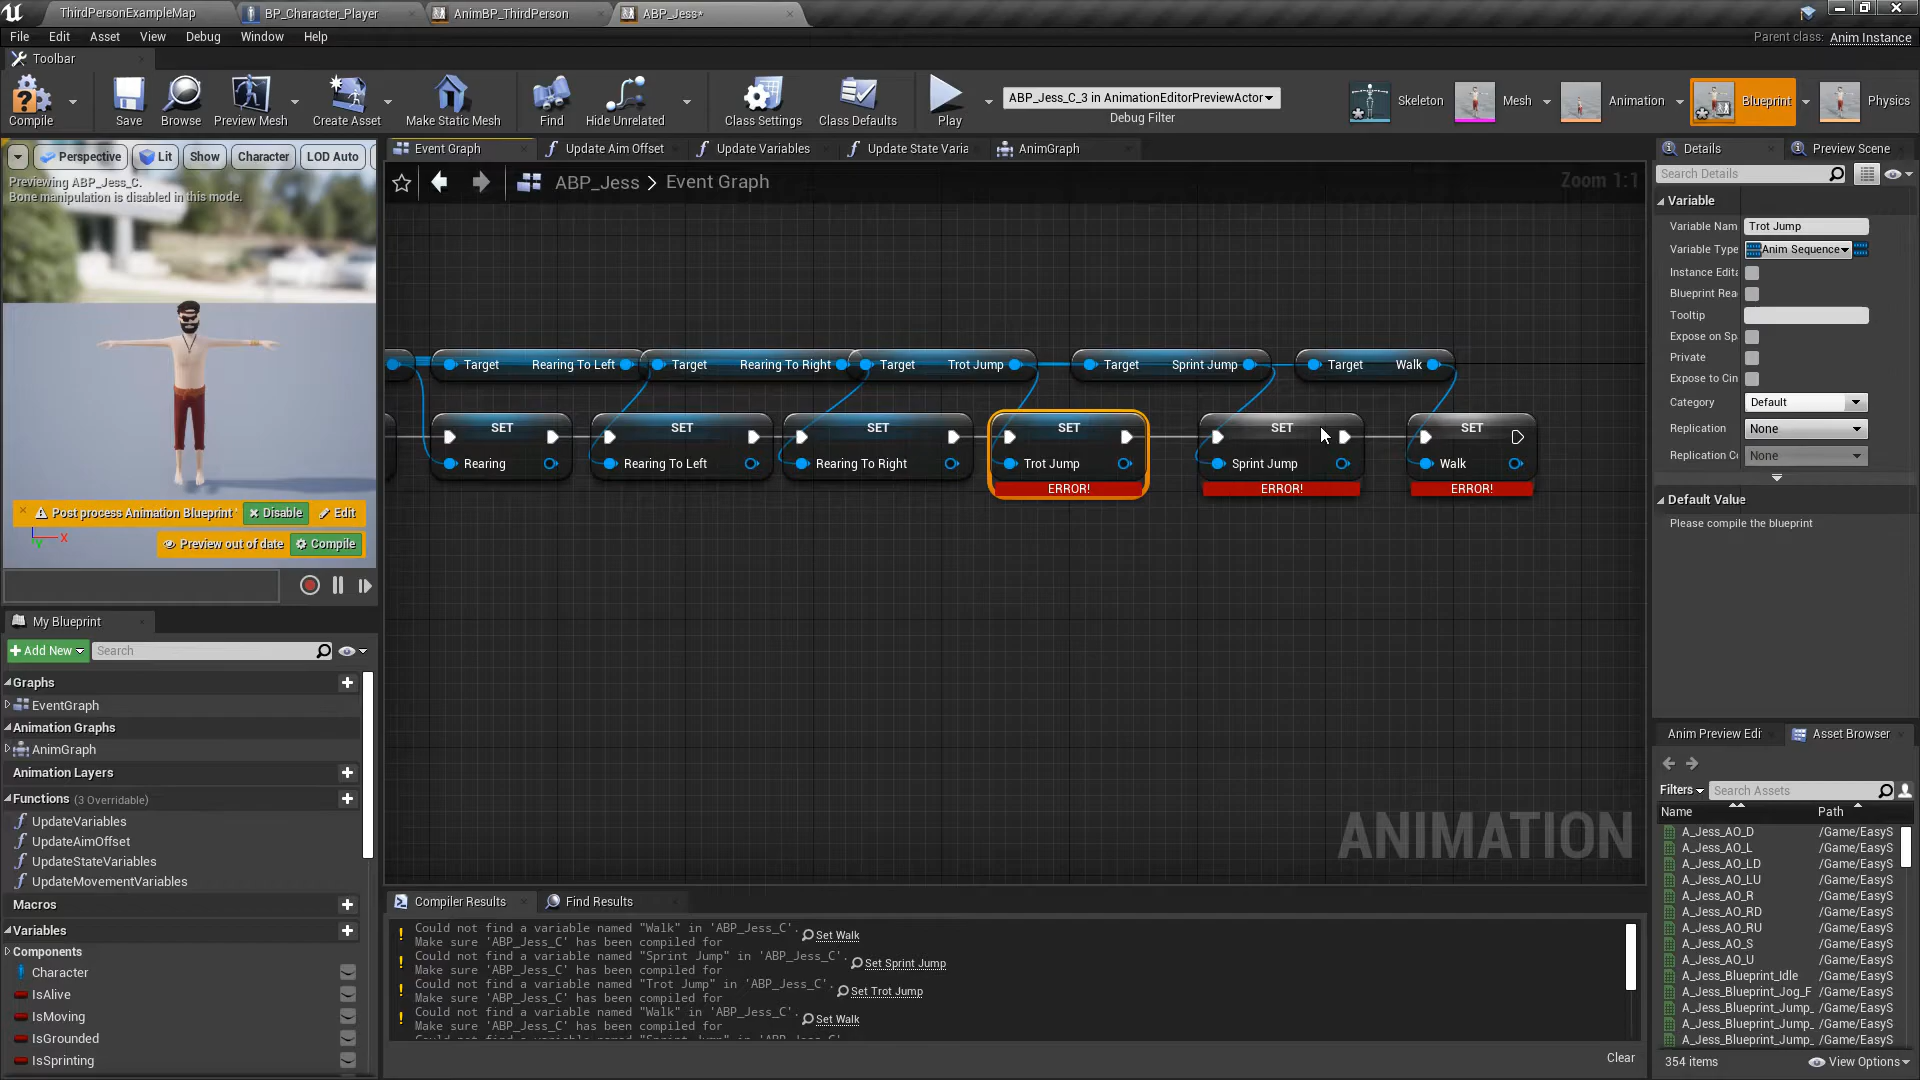 ThirdPersonExampleMap
BP_Character_Player
AnimBP_ThirdPerson
ABP_Jess*
File Edit Asset View Debug Window Help
Parent class: Anim Instance
Toolbar
Compile
Save
Browse
Preview Mesh
Create Asset
Make Static Mesh
Find
Hide Unrelated
Class Settings
Class Defaults
Play
ABP_Jess_C_3 in AnimationEditorPreviewActor
Debug Filter
Skeleton
Mesh
Animation
Blueprint
Physics
Perspective Lit Show Character LOD Auto
Previewing ABP_Jess_C.
Bone manipulation is disabled in this mode.
Post process Animation Blueprint Disable Edit
Preview out of date Compile
Event Graph
Update Aim Offset
Update Variables
Update State Varia
AnimGraph
ABP_Jess > Event Graph
Zoom 1:1
Target Rearing To Left
Target Rearing To Right
Target Trot Jump
Target Sprint Jump
Target Walk
SET SET SET SET SET SET
Rearing
Rearing To Left
Rearing To Right
Trot Jump
Sprint Jump
Walk
ERROR! ERROR! ERROR!
ANIMATION
My Blueprint
Add New
Search
Graphs
EventGraph
Animation Graphs
AnimGraph
Animation Layers
Functions (3 Overridable)
UpdateVariables
UpdateAimOffset
UpdateStateVariables
UpdateMovementVariables
Macros
Variables
Components
Character
IsAlive
IsMoving
IsGrounded
IsSprinting
Compiler Results
Find Results
Could not find a variable named "Walk" in 'ABP_Jess_C'.
Make sure 'ABP_Jess_C' has been compiled for
Set Walk
Could not find a variable named "Sprint Jump" in 'ABP_Jess_C'.
Make sure 'ABP_Jess_C' has been compiled for
Set Sprint Jump
Could not find a variable named "Trot Jump" in 'ABP_Jess_C'.
Make sure 'ABP_Jess_C' has been compiled for
Set Trot Jump
Could not find a variable named "Walk" in 'ABP_Jess_C'.
Make sure 'ABP_Jess_C' has been compiled for
Set Walk
Clear
Details
Preview Scene
Search Details
Variable
Variable Nam Trot Jump
Variable Type Anim Sequence
Instance Edita
Blueprint Rea
Tooltip
Expose on Sp
Private
Expose to Cin
Category Default
Replication None
Replication C None
Default Value
Please compile the blueprint
Anim Preview Edi
Asset Browser
Filters
Search Assets
Name Path
A_Jess_AO_D /Game/EasyS
A_Jess_AO_L /Game/EasyS
A_Jess_AO_LD /Game/EasyS
A_Jess_AO_LU /Game/EasyS
A_Jess_AO_R /Game/EasyS
A_Jess_AO_RD /Game/EasyS
A_Jess_AO_RU /Game/EasyS
A_Jess_AO_S /Game/EasyS
A_Jess_AO_U /Game/EasyS
A_Jess_Blueprint_Idle /Game/EasyS
A_Jess_Blueprint_Jog_F /Game/EasyS
A_Jess_Blueprint_Jump_ /Game/EasyS
A_Jess_Blueprint_Jump_ /Game/EasyS
A_Jess_Blueprint_Jump_ /Game/EasyS
354 items
View Options